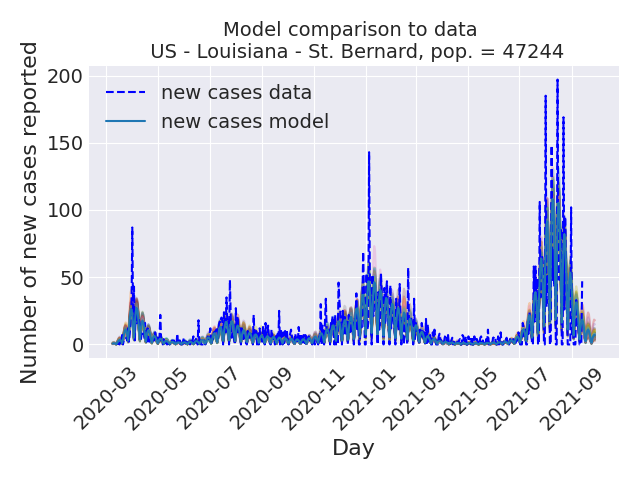 Model comparison to data
US - Louisiana - St. Bernard, pop. = 47244
Number of new cases reported
200
150
100
50
0
new cases data
new cases model
2020-03
2020-05
2020-07
2020-09
2020-11
2021-01
2021-03
2021-05
2021-07
2021-09
Day